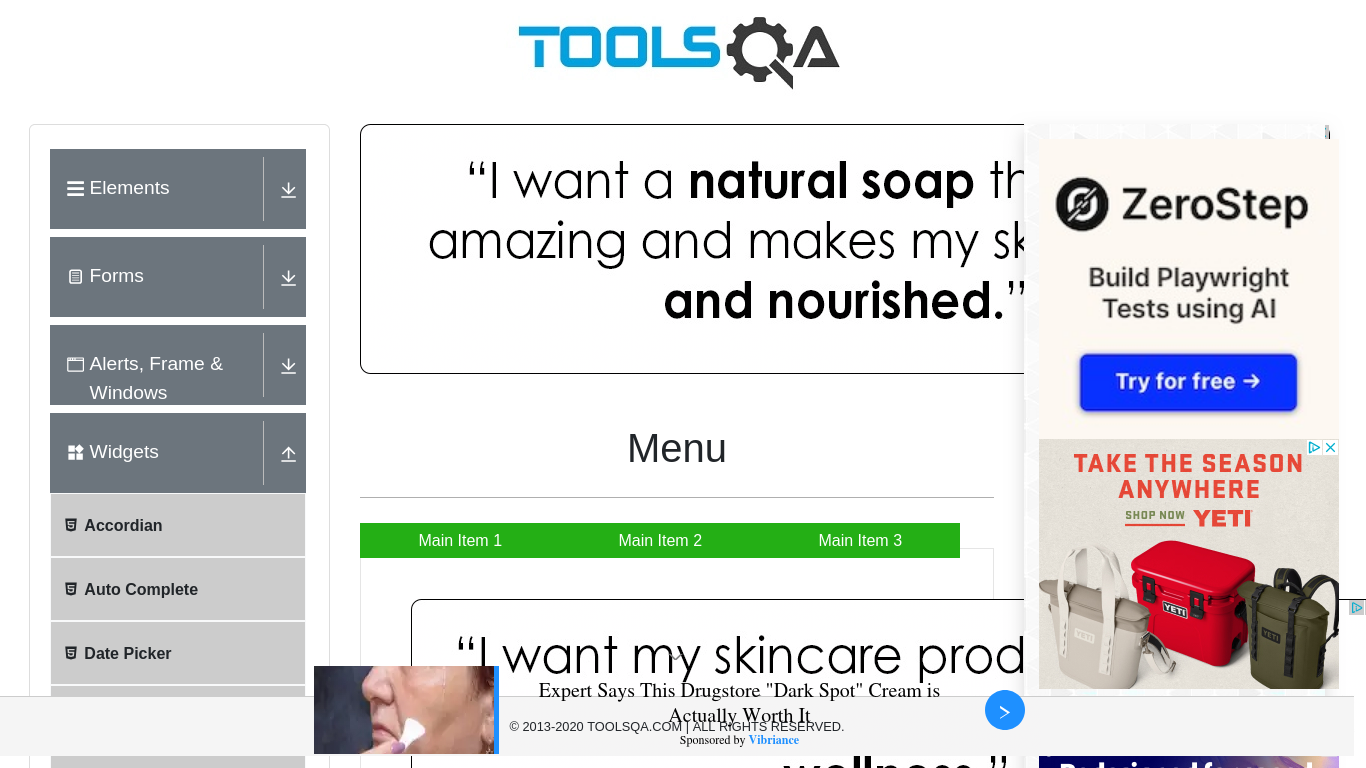 TOOLSQA
Elements
Forms
Alerts, Frame &
Windows
Widgets
Accordian
Auto Complete
Date Picker
“I want a natural soap th
amazing and makes my sk
and nourished.”
Menu
Main Item 1
Main Item 2
Main Item 3
“I want my skincare prod
wellness.”
ZeroStep
Build Playwright
Tests using AI
Try for free →
TAKE THE SEASON
ANYWHERE
SHOP NOW YETI
YETI
YETI
YETI
Expert Says This Drugstore "Dark Spot" Cream is
Actually Worth It
Sponsored by Vibriance
© 2013-2020 TOOLSQA.COM | ALL RIGHTS RESERVED.